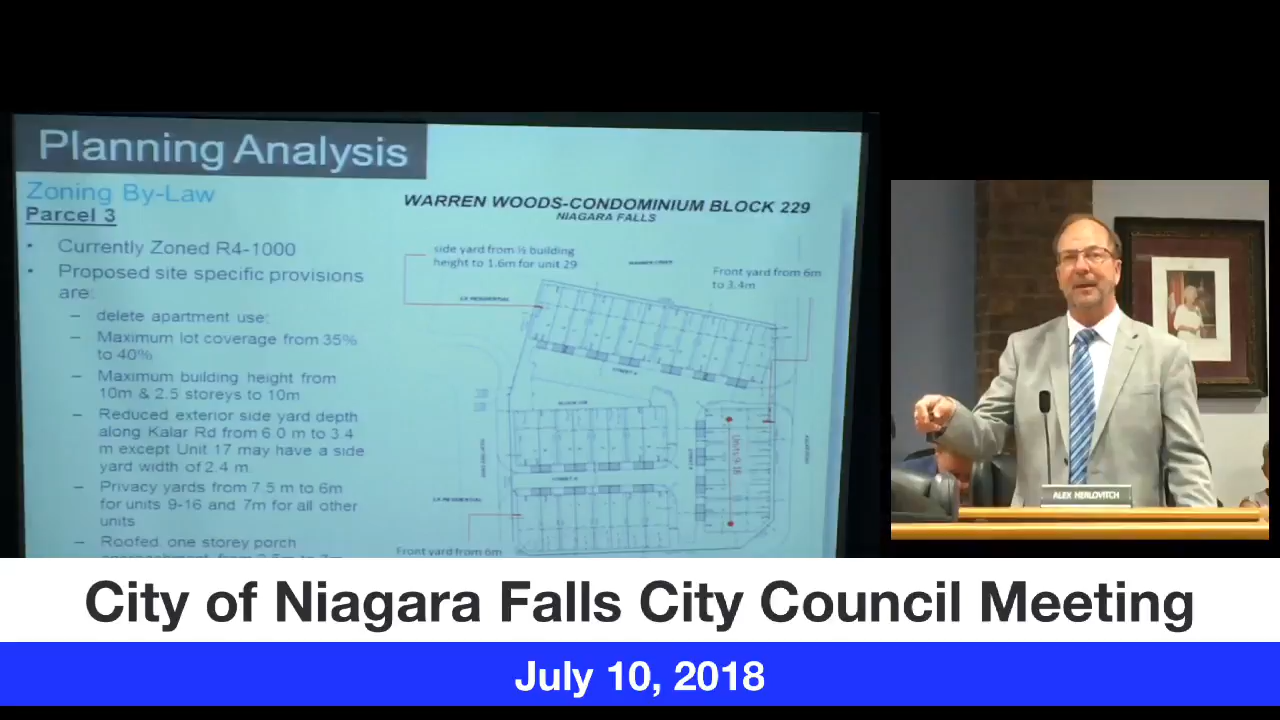 Planning Analysis
Zoning By-Law
Parcel 3
• Currently Zoned R4-1000
• Proposed site specific provisions
are:
– delete apartment use:
– Maximum lot coverage from 35%
to 40%
– Maximum building height from
10m & 2.5 storeys to 10m
– Reduced exterior side yard depth
along Kalar Rd from 6.0 m to 3.4
m except Unit 17 may have a side
yard width of 2.4 m.
– Privacy yards from 7.5 m to 6m
for units 9-16 and 7m for all other
units
– Roofed one storey porch
WARREN WOODS-CONDOMINIUM BLOCK 229
NIAGARA FALLS
side yard from ½ building
height to 1.6m for unit 29
Front yard from 6m
to 3.4m
Units 9-16
Front yard from 6m
ALEX HERLOVITCH
City of Niagara Falls City Council Meeting
July 10, 2018